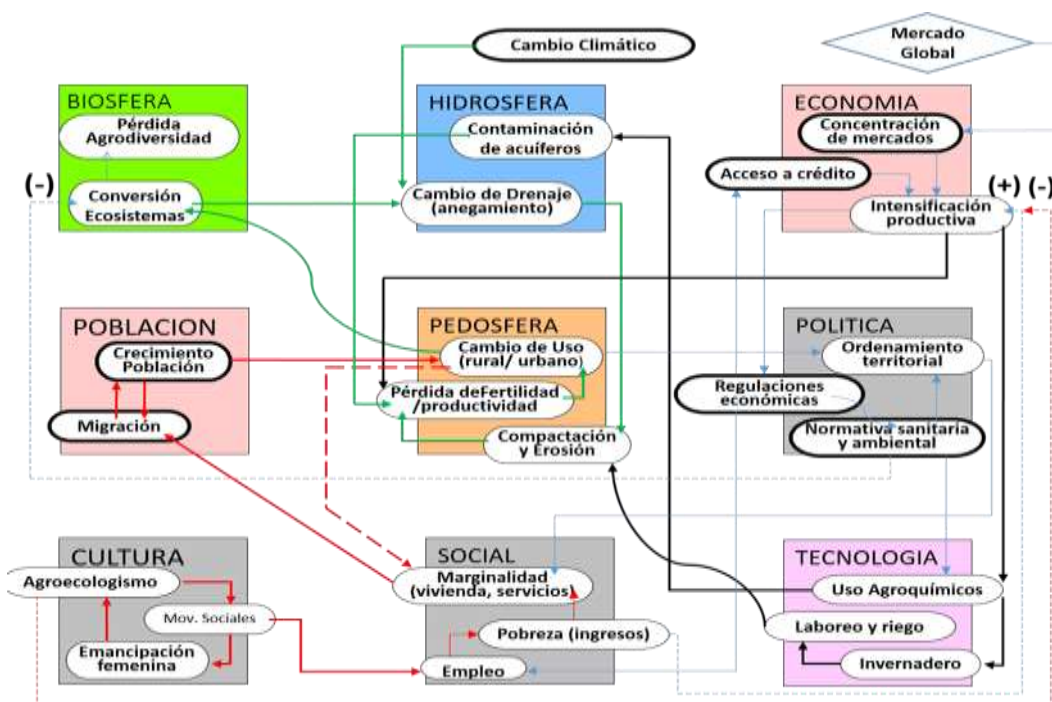 Cambio Climático
Mercado
Global
BIOSFERA
Pérdida
Agrodiversidad
Conversión
Ecosistemas
(-)
HIDROSFERA
Contaminación
de acuíferos
Cambio de Drenaje
(anegamiento)
ECONOMIA
Concentración
de mercados
Acceso a crédito
Intensificación
productiva
(+) (-)
POBLACION
Crecimiento
Población
Migración
PEDOSFERA
Cambio de Uso
(rural/ urbano)
Pérdida deFertilidad
/productividad
Compactación
y Erosión
POLITICA
Ordenamiento
territorial
Regulaciones
económicas
Normativa sanitaria
y ambiental
CULTURA
Agroecologismo
Mov. Sociales
Emancipación
femenina
SOCIAL
Marginalidad
(vivienda, servicios)
Pobreza (ingresos)
Empleo
TECNOLOGIA
Uso Agroquímicos
Laboreo y riego
Invernadero